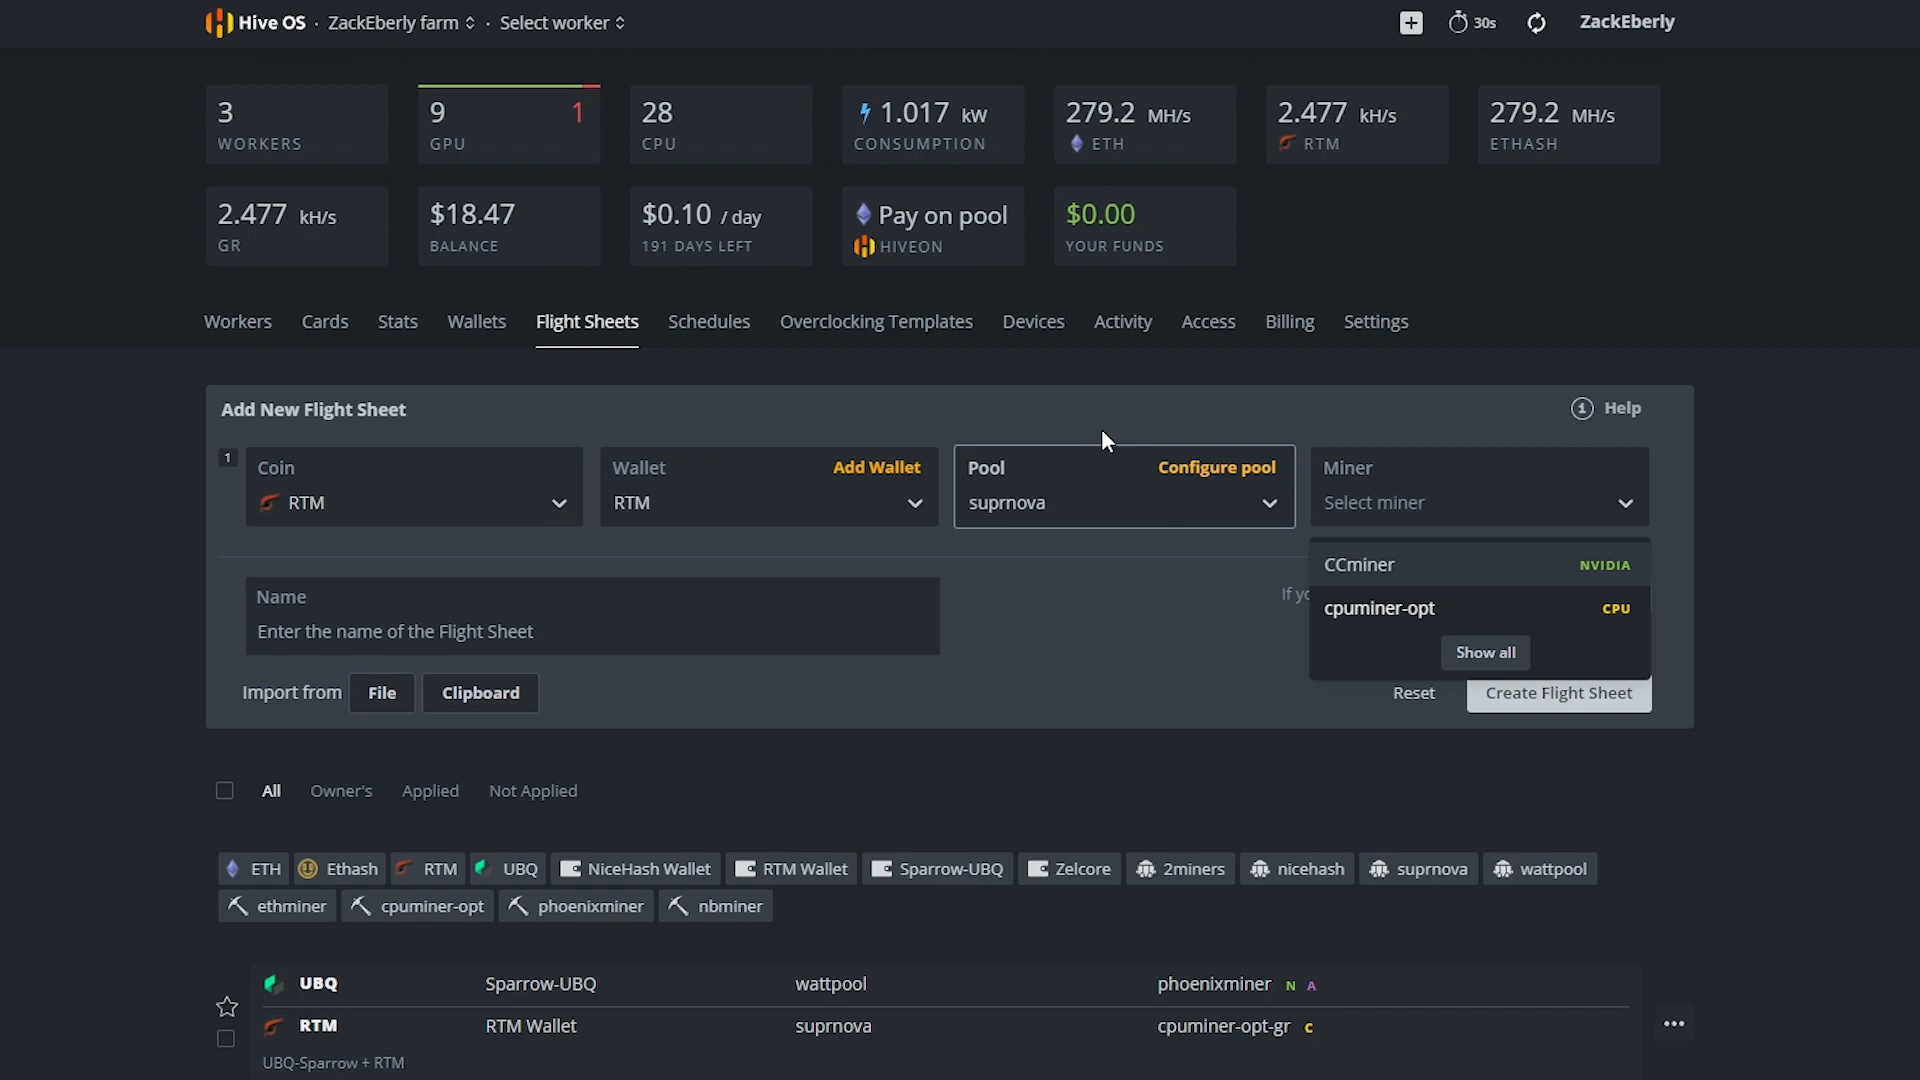 Hive OS · ZackEberly farm · Select worker 30s ZackEberly
3 9 1 28 1.017 kW 279.2 MH/s 2.477 kH/s 279.2 MH/s
WORKERS GPU CPU CONSUMPTION ETH RTM ETHASH
2.477 kH/s $18.47 $0.10 / day Pay on pool $0.00
GR BALANCE 191 DAYS LEFT HIVEON YOUR FUNDS
Workers Cards Stats Wallets Flight Sheets Schedules Overclocking Templates Devices Activity Access Billing Settings
Add New Flight Sheet Help
1 Coin Wallet Add Wallet Pool Configure pool Miner
RTM RTM suprnova Select miner
CCminer NVIDIA
Name If yo
cpuminer-opt CPU
Enter the name of the Flight Sheet
Show all
Import from File Clipboard Reset Create Flight Sheet
All Owner's Applied Not Applied
ETH Ethash RTM UBQ NiceHash Wallet RTM Wallet Sparrow-UBQ Zelcore 2miners nicehash suprnova wattpool
ethminer cpuminer-opt phoenixminer nbminer
UBQ Sparrow-UBQ wattpool phoenixminer N A
RTM RTM Wallet suprnova cpuminer-opt-gr C
UBQ-Sparrow + RTM